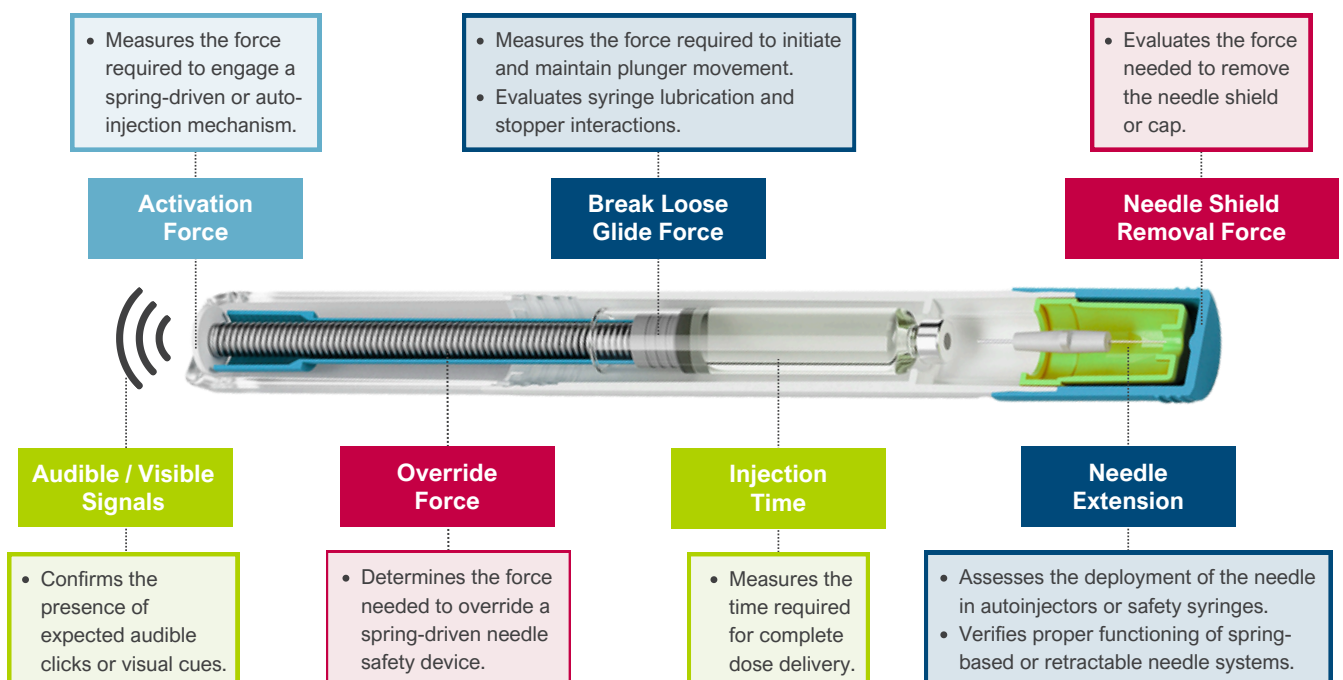 • Measures the force
required to engage a
spring-driven or auto-
injection mechanism.
• Measures the force required to initiate
and maintain plunger movement.
• Evaluates syringe lubrication and
stopper interactions.
• Evaluates the force
needed to remove
the needle shield
or cap.
Activation
Force
Break Loose
Glide Force
Needle Shield
Removal Force
Audible / Visible
Signals
Override
Force
Injection
Time
Needle
Extension
• Confirms the
presence of
expected audible
clicks or visual cues.
• Determines the force
needed to override a
spring-driven needle
safety device.
• Measures the
time required
for complete
dose delivery.
• Assesses the deployment of the needle
in autoinjectors or safety syringes.
• Verifies proper functioning of spring-
based or retractable needle systems.